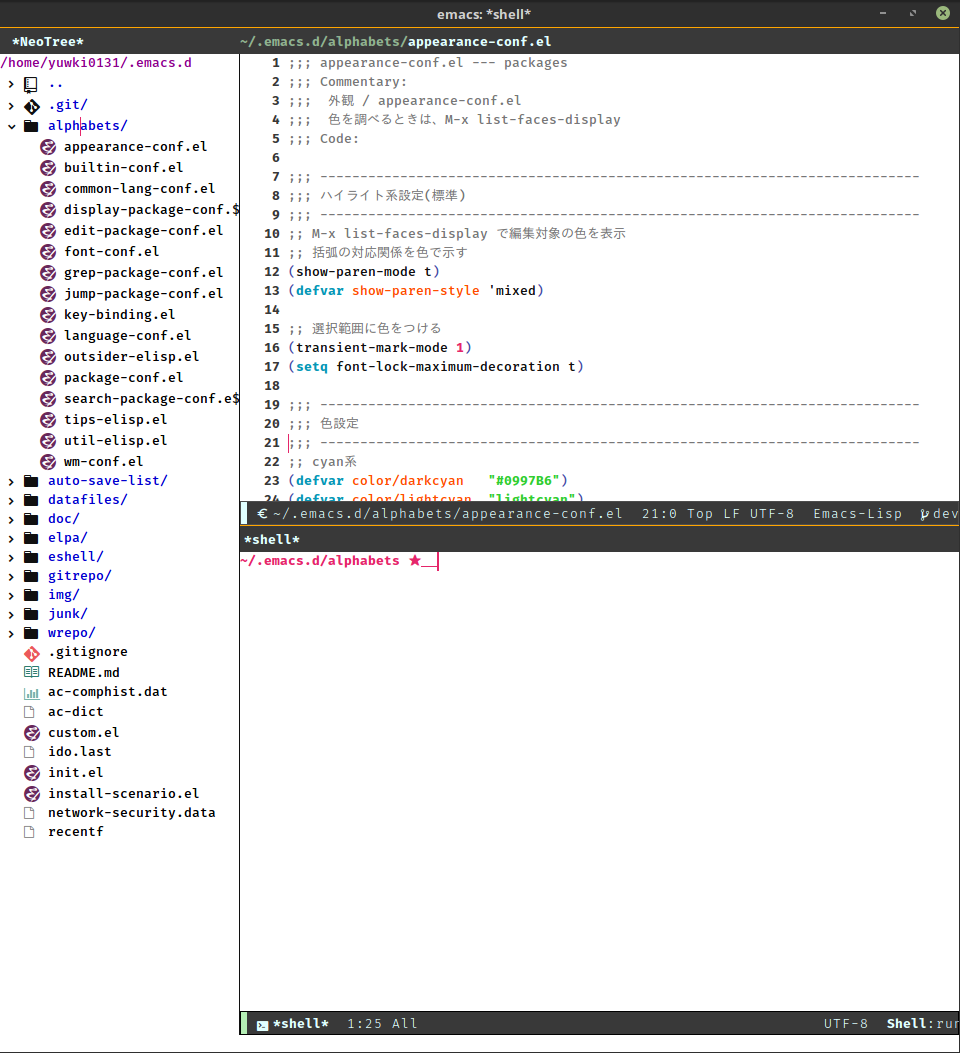 emacs: *shell*
*NeoTree*
/home/yuwki0131/.emacs.d
..
.git/
alphabets/
appearance-conf.el
builtin-conf.el
common-lang-conf.el
display-package-conf.$
edit-package-conf.el
font-conf.el
grep-package-conf.el
jump-package-conf.el
key-binding.el
language-conf.el
outsider-elisp.el
package-conf.el
search-package-conf.e$
tips-elisp.el
util-elisp.el
wm-conf.el
auto-save-list/
datafiles/
doc/
elpa/
eshell/
gitrepo/
img/
junk/
wrepo/
.gitignore
README.md
ac-comphist.dat
ac-dict
custom.el
ido.last
init.el
install-scenario.el
network-security.data
recentf
~/.emacs.d/alphabets/appearance-conf.el
1 ;;; appearance-conf.el --- packages
2 ;;; Commentary:
3 ;;;  外観 / appearance-conf.el
4 ;;;  色を調べるときは、M-x list-faces-display
5 ;;; Code:
6
7 ;;; ---------------------------------------------------------------------------
8 ;;; ハイライト系設定(標準)
9 ;;; ---------------------------------------------------------------------------
10 ;; M-x list-faces-display で編集対象の色を表示
11 ;; 括弧の対応関係を色で示す
12 (show-paren-mode t)
13 (defvar show-paren-style 'mixed)
14
15 ;; 選択範囲に色をつける
16 (transient-mark-mode 1)
17 (setq font-lock-maximum-decoration t)
18
19 ;;; ---------------------------------------------------------------------------
20 ;;; 色設定
21 ;;; ---------------------------------------------------------------------------
22 ;; cyan系
23 (defvar color/darkcyan   "#0997B6")
24 (defvar color/lightcyan  "lightcyan")
~/.emacs.d/alphabets/appearance-conf.el  21:0 Top LF UTF-8  Emacs-Lisp  dev
*shell*
~/.emacs.d/alphabets ★
*shell*  1:25 All  UTF-8  Shell:run